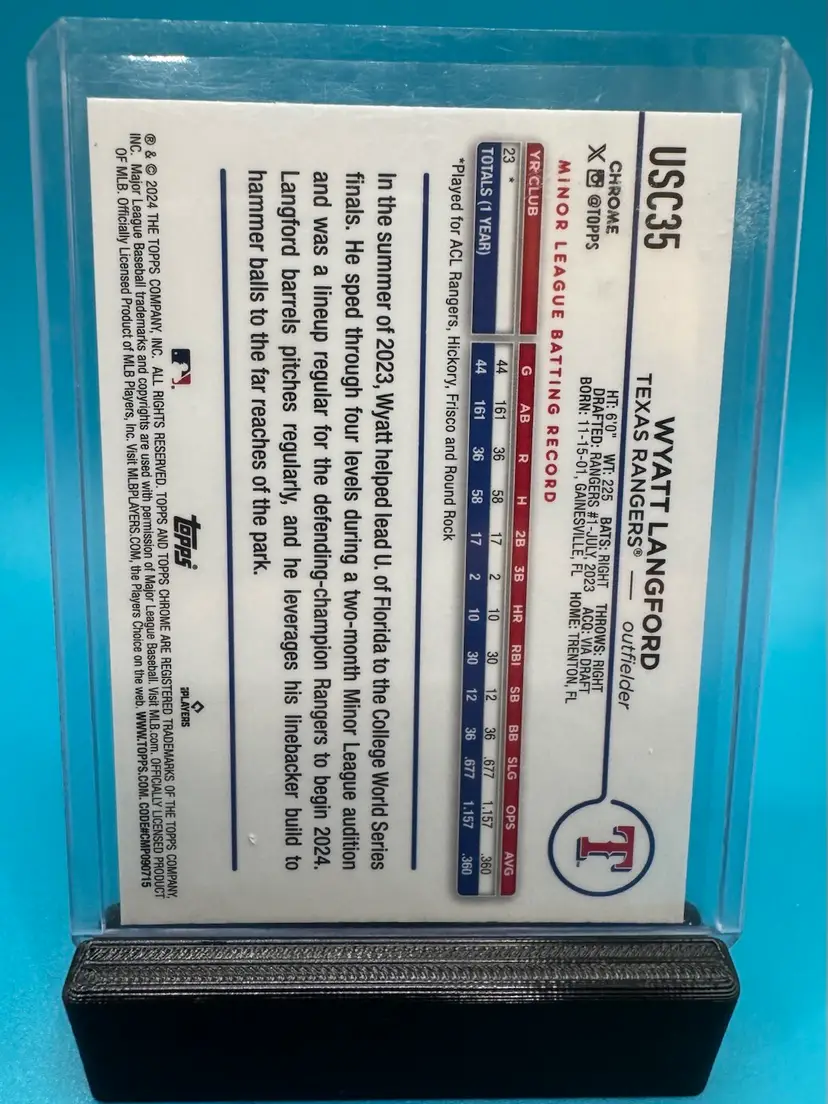 USC35
CHROME
X @TOPPS
WYATT LANGFORD
TEXAS RANGERS® — outfielder
HT: 6'0" WT: 225 BATS: RIGHT THROWS: RIGHT
DRAFTED: RANGERS #1-JULY, 2023 ACQ: VIA DRAFT
BORN: 11-15-01, GAINESVILLE, FL HOME: TRENTON, FL
T
MINOR LEAGUE BATTING RECORD
YR CLUB G AB R H 2B 3B HR RBI SB BB SLG OPS AVG
23 * 44 161 36 58 17 2 10 30 12 36 .677 1.157 .360
TOTALS (1 YEAR) 44 161 36 58 17 2 10 30 12 36 .677 1.157 .360
*Played for ACL Rangers, Hickory, Frisco and Round Rock
In the summer of 2023, Wyatt helped lead U. of Florida to the College World Series
finals. He sped through four levels during a two-month Minor League audition
and was a lineup regular for the defending-champion Rangers to begin 2024.
Langford barrels pitches regularly, and he leverages his linebacker build to
hammer balls to the far reaches of the park.
topps®
PLAYERS
® & © 2024 THE TOPPS COMPANY, INC. ALL RIGHTS RESERVED. TOPPS AND TOPPS CHROME ARE REGISTERED TRADEMARKS OF THE TOPPS COMPANY,
INC. Major League Baseball trademarks and copyrights are used with permission of Major League Baseball. Visit MLB.com. OFFICIALLY LICENSED PRODUCT
OF MLB. Officially Licensed Product of MLB Players, Inc. Visit MLBPLAYERS.COM, the Players Choice on the web. WWW.TOPPS.COM. CODE#CMP090715